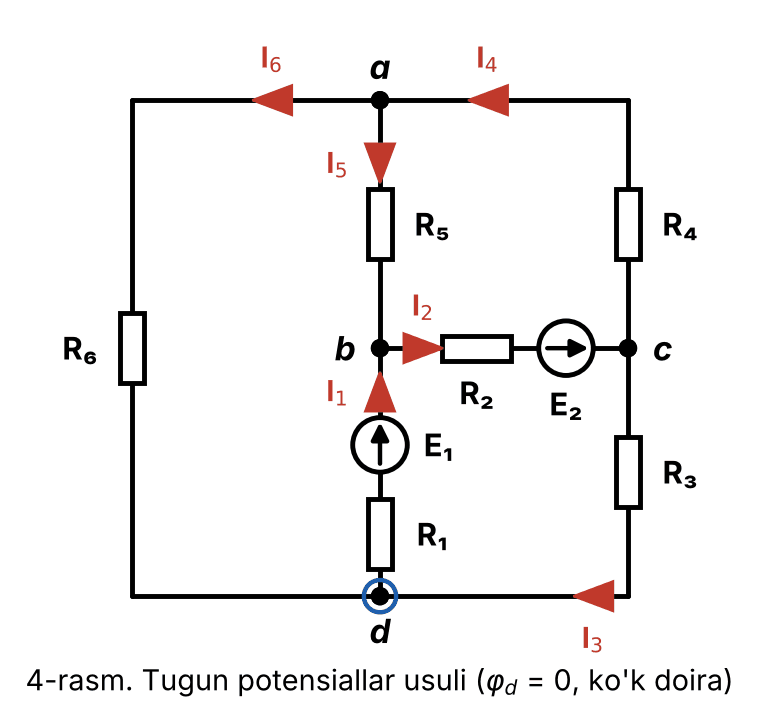 I₆
a
I₄
I₅
R₅
R₄
I₂
b
c
R₆
R₂
I₁
E₂
E₁
R₃
R₁
d
I₃
4-rasm. Tugun potensiallar usuli (φ_d = 0, ko'k doira)